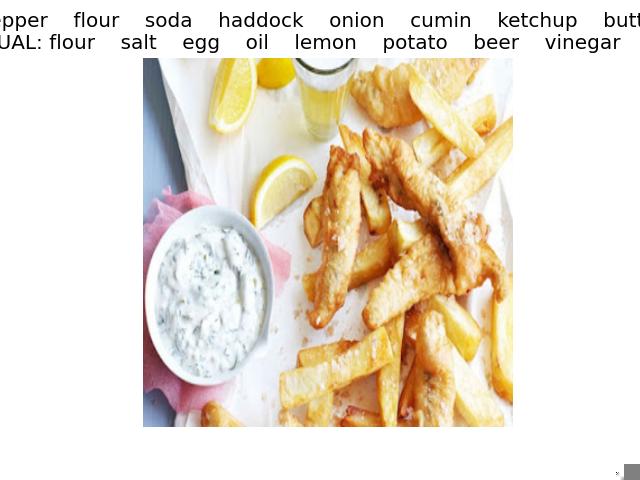 epper flour soda haddock onion cumin ketchup butt
UAL: flour salt egg oil lemon potato beer vinegar